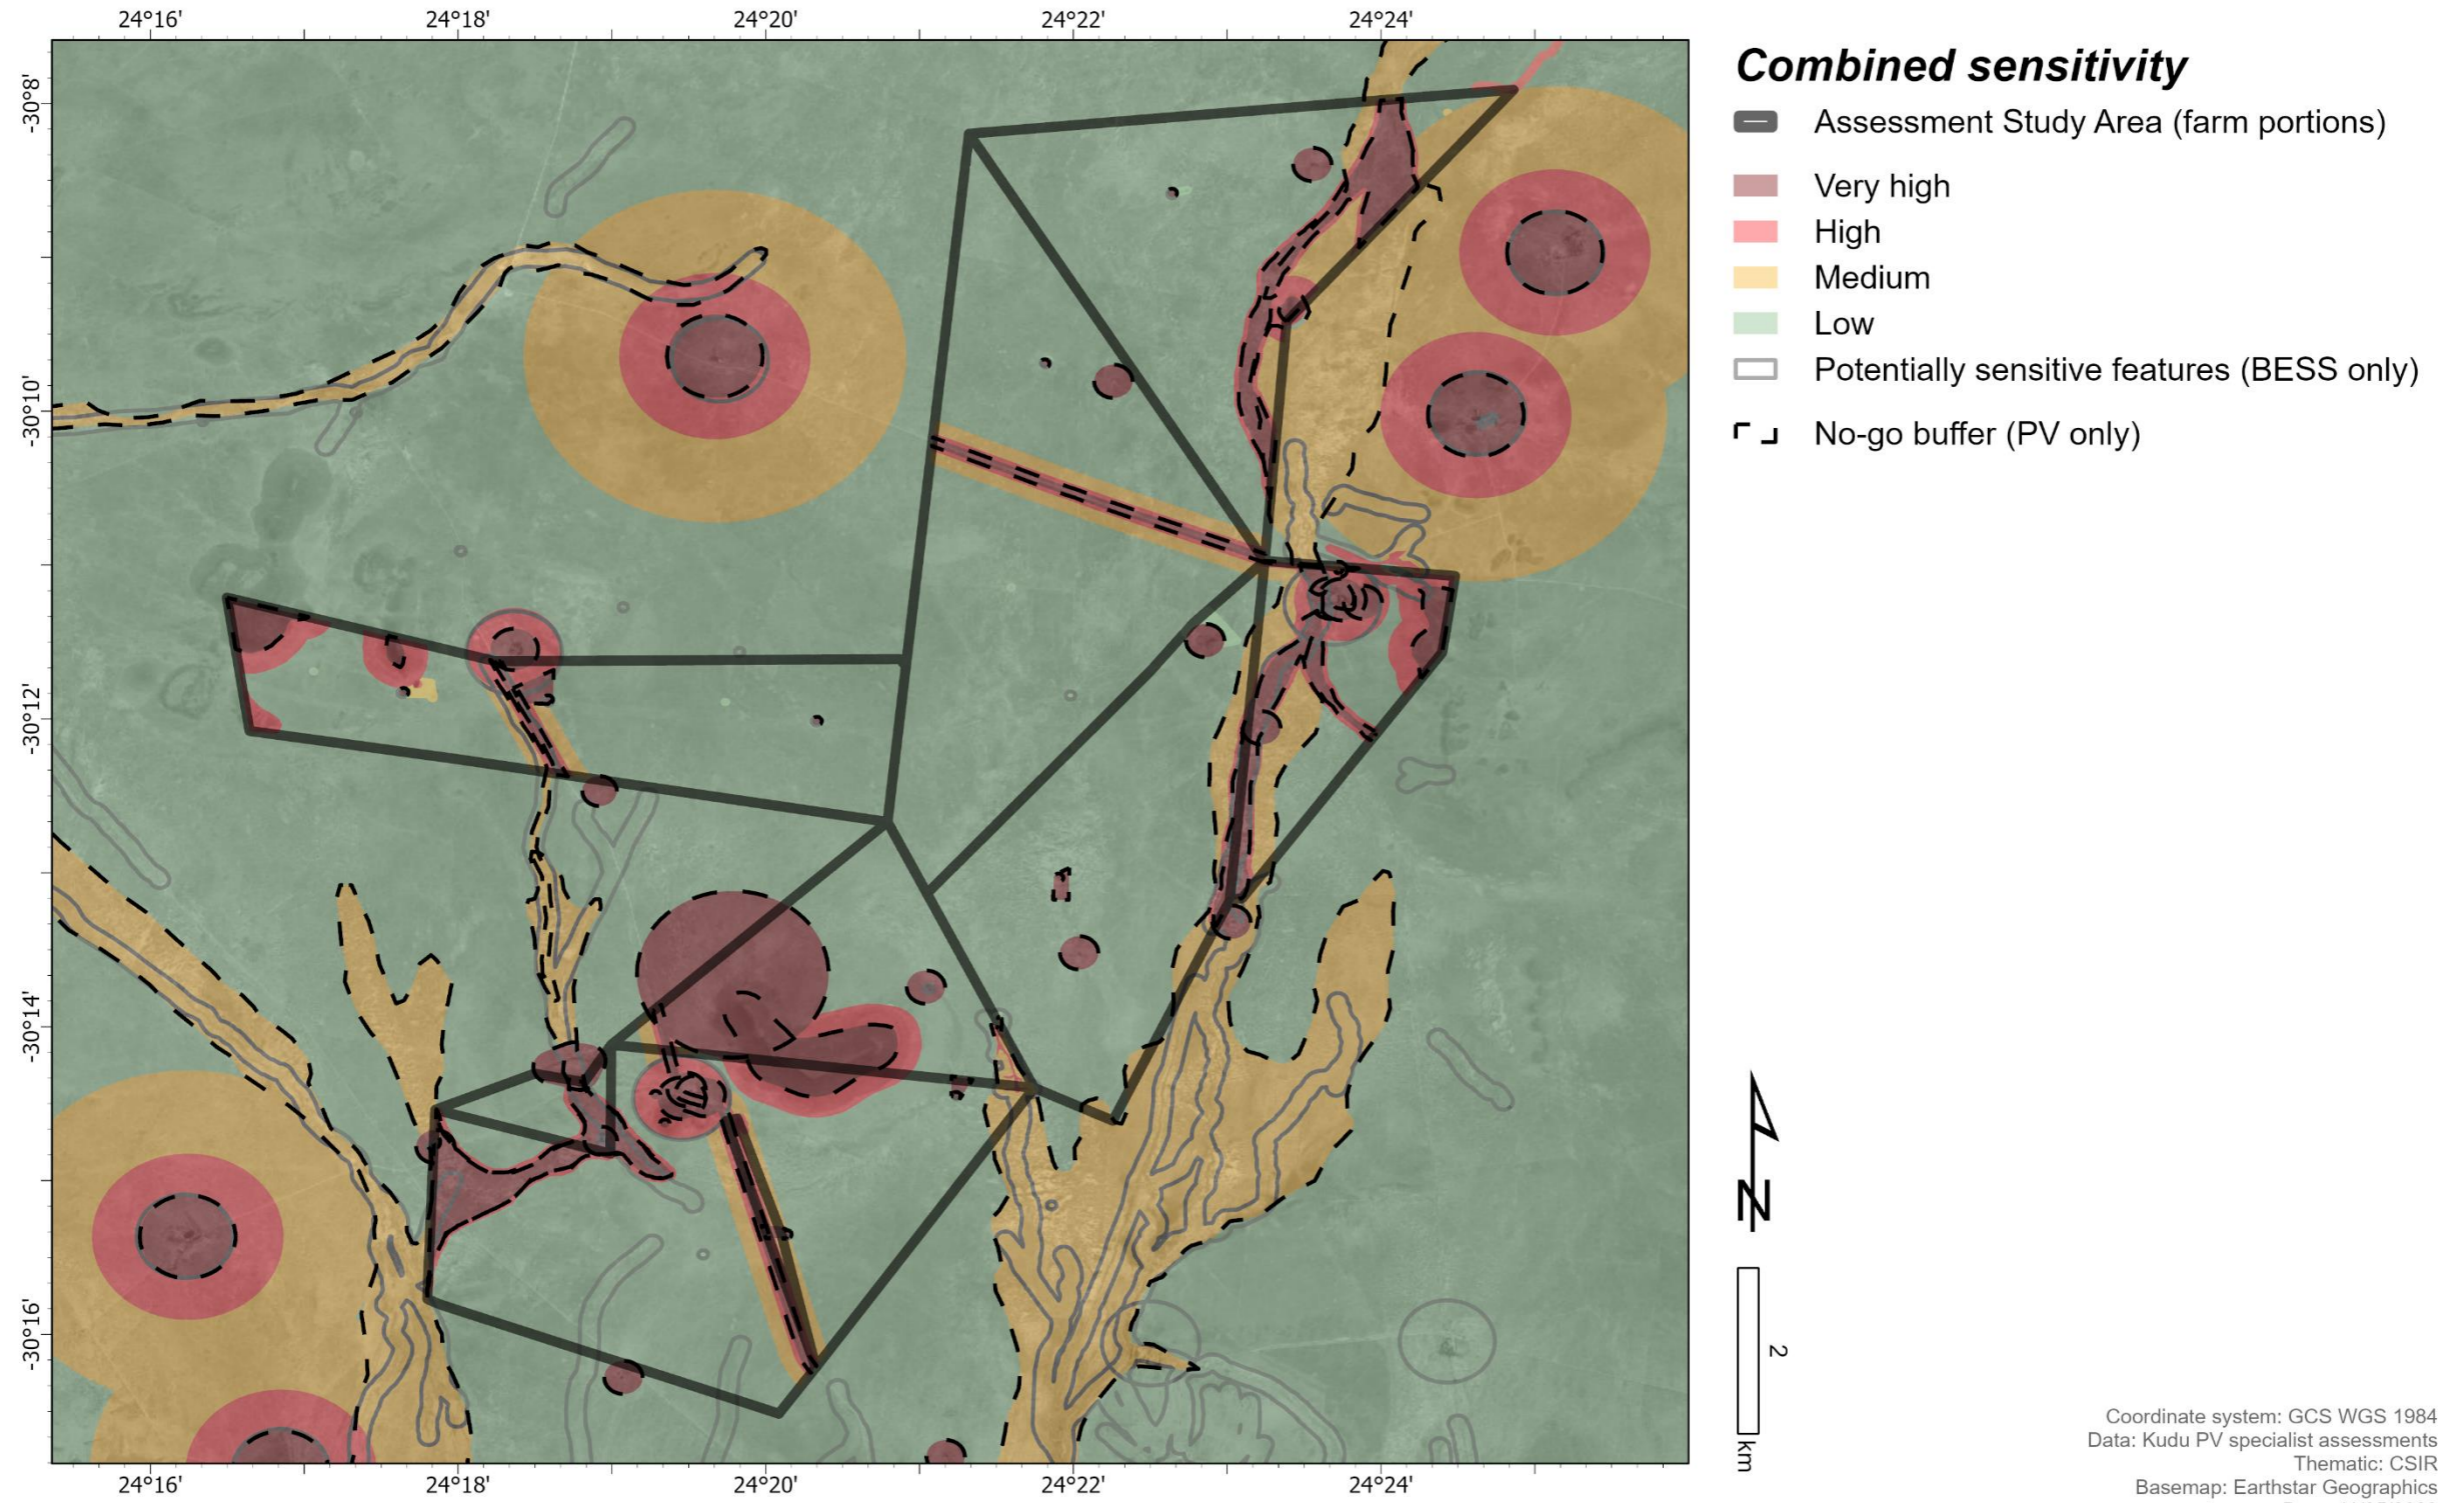 24°16'
24°18'
24°20'
24°22'
24°24'
-30°8'
-30°10'
-30°12'
-30°14'
-30°16'
24°16'
24°18'
24°20'
24°22'
24°24'
Combined sensitivity
Assessment Study Area (farm portions)
Very high
High
Medium
Low
Potentially sensitive features (BESS only)
No-go buffer (PV only)
N
2
km
Coordinate system: GCS WGS 1984
Data: Kudu PV specialist assessments
Thematic: CSIR
Basemap: Earthstar Geographics